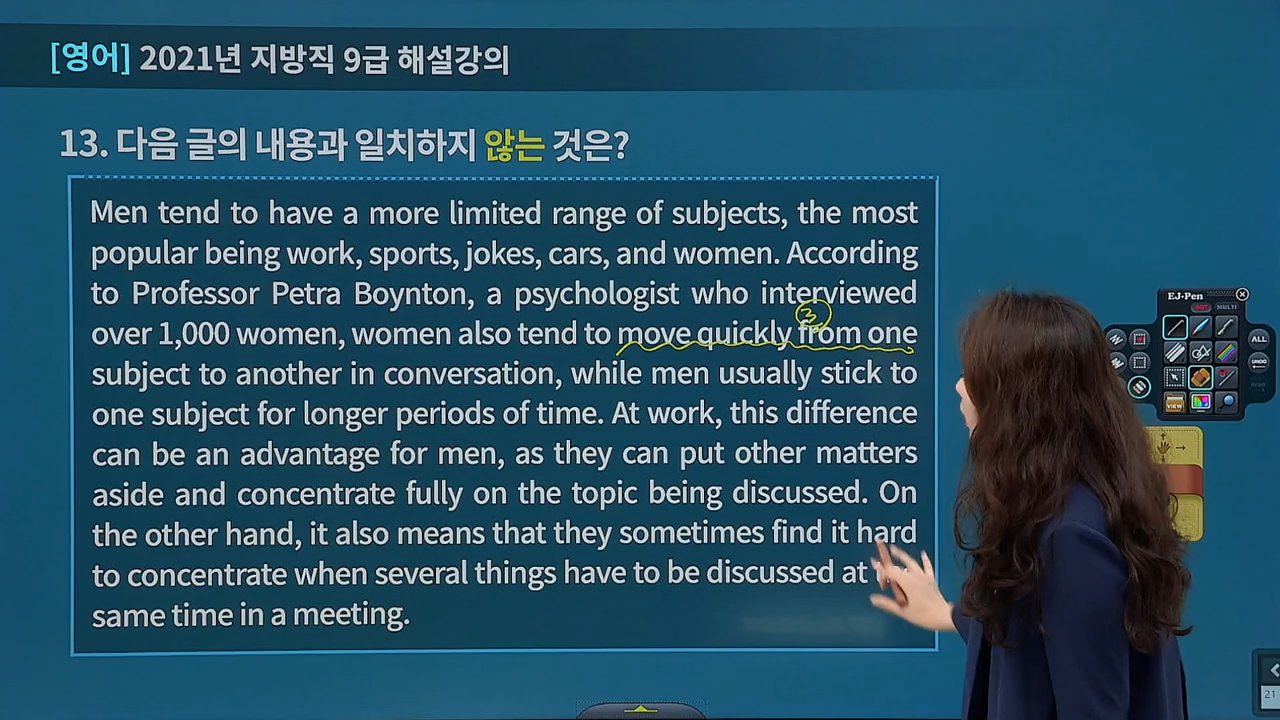 [영어] 2021년 지방직 9급 해설강의
13. 다음 글의 내용과 일치하지 않는 것은?
Men tend to have a more limited range of subjects, the most
popular being work, sports, jokes, cars, and women. According
to Professor Petra Boynton, a psychologist who interviewed
over 1,000 women, women also tend to move quickly from one
③
subject to another in conversation, while men usually stick to
one subject for longer periods of time. At work, this difference
can be an advantage for men, as they can put other matters
aside and concentrate fully on the topic being discussed. On
the other hand, it also means that they sometimes find it hard
to concentrate when several things have to be discussed at
same time in a meeting.
EJ-Pen
MULTI
ALL
UNDO
VIEW
21